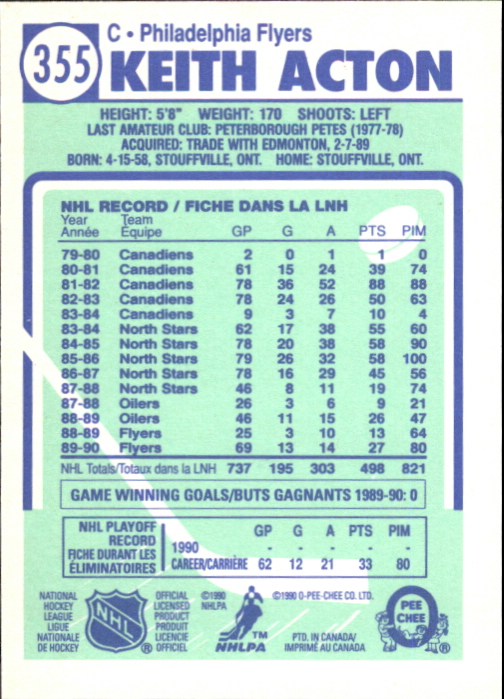 355
C • Philadelphia Flyers
KEITH ACTON
HEIGHT: 5'8" WEIGHT: 170 SHOOTS: LEFT
LAST AMATEUR CLUB: PETERBOROUGH PETES (1977-78)
ACQUIRED: TRADE WITH EDMONTON, 2-7-89
BORN: 4-15-58, STOUFFVILLE, ONT. HOME: STOUFFVILLE, ONT.
NHL RECORD / FICHE DANS LA LNH
Year Team
Année Équipe GP G A PTS PIM
79-80 Canadiens 2 0 1 1 0
80-81 Canadiens 61 15 24 39 74
81-82 Canadiens 78 36 52 88 88
82-83 Canadiens 78 24 26 50 63
83-84 Canadiens 9 3 7 10 4
83-84 North Stars 62 17 38 55 60
84-85 North Stars 78 20 38 58 90
85-86 North Stars 79 26 32 58 100
86-87 North Stars 78 16 29 45 56
87-88 North Stars 46 8 11 19 74
87-88 Oilers 26 3 6 9 21
88-89 Oilers 46 11 15 26 47
88-89 Flyers 25 3 10 13 64
89-90 Flyers 69 13 14 27 80
NHL Totals/Totaux dans la LNH 737 195 303 498 821
GAME WINNING GOALS/BUTS GAGNANTS 1989-90: 0
NHL PLAYOFF
RECORD
FICHE DURANT LES
ÉLIMINATOIRES
GP G A PTS PIM
1990 - - - - -
CAREER/CARRIÈRE 62 12 21 33 80
NATIONAL
HOCKEY
LEAGUE
LIGUE
NATIONALE
DE HOCKEY
NHL
®
OFFICIAL
LICENSED
PRODUCT
PRODUIT
LICENCIE
OFFICIEL
©1990
NHLPA
TM
NHLPA
©1990 O-PEE-CHEE CO. LTD.
PTD. IN CANADA/
IMPRIMÉ AU CANADA
O
PEE
CHEE
®